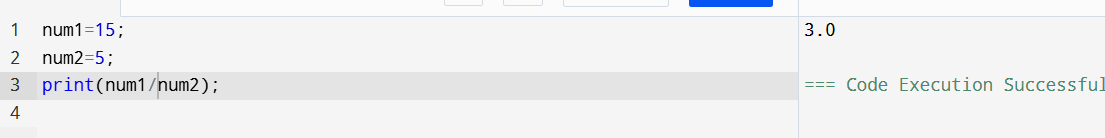 1 num1=15;
2 num2=5;
3 print(num1/num2);
4
3.0
=== Code Execution Successful